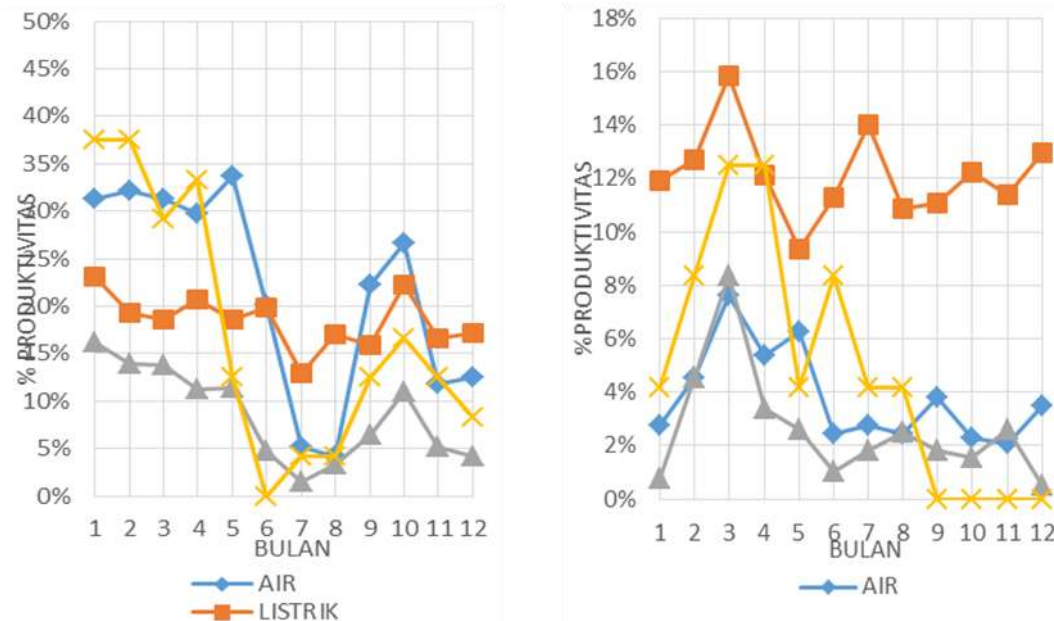 50%
45%
40%
35%
30%
25%
20%
15%
10%
5%
0%
%PRODUKTIVITAS
1 2 3 4 5 6 7 8 9 10 11 12
BULAN
AIR
LISTRIK
18%
16%
14%
12%
10%
8%
6%
4%
2%
0%
%PRODUKTIVITAS
1 2 3 4 5 6 7 8 9 10 11 12
BULAN
AIR